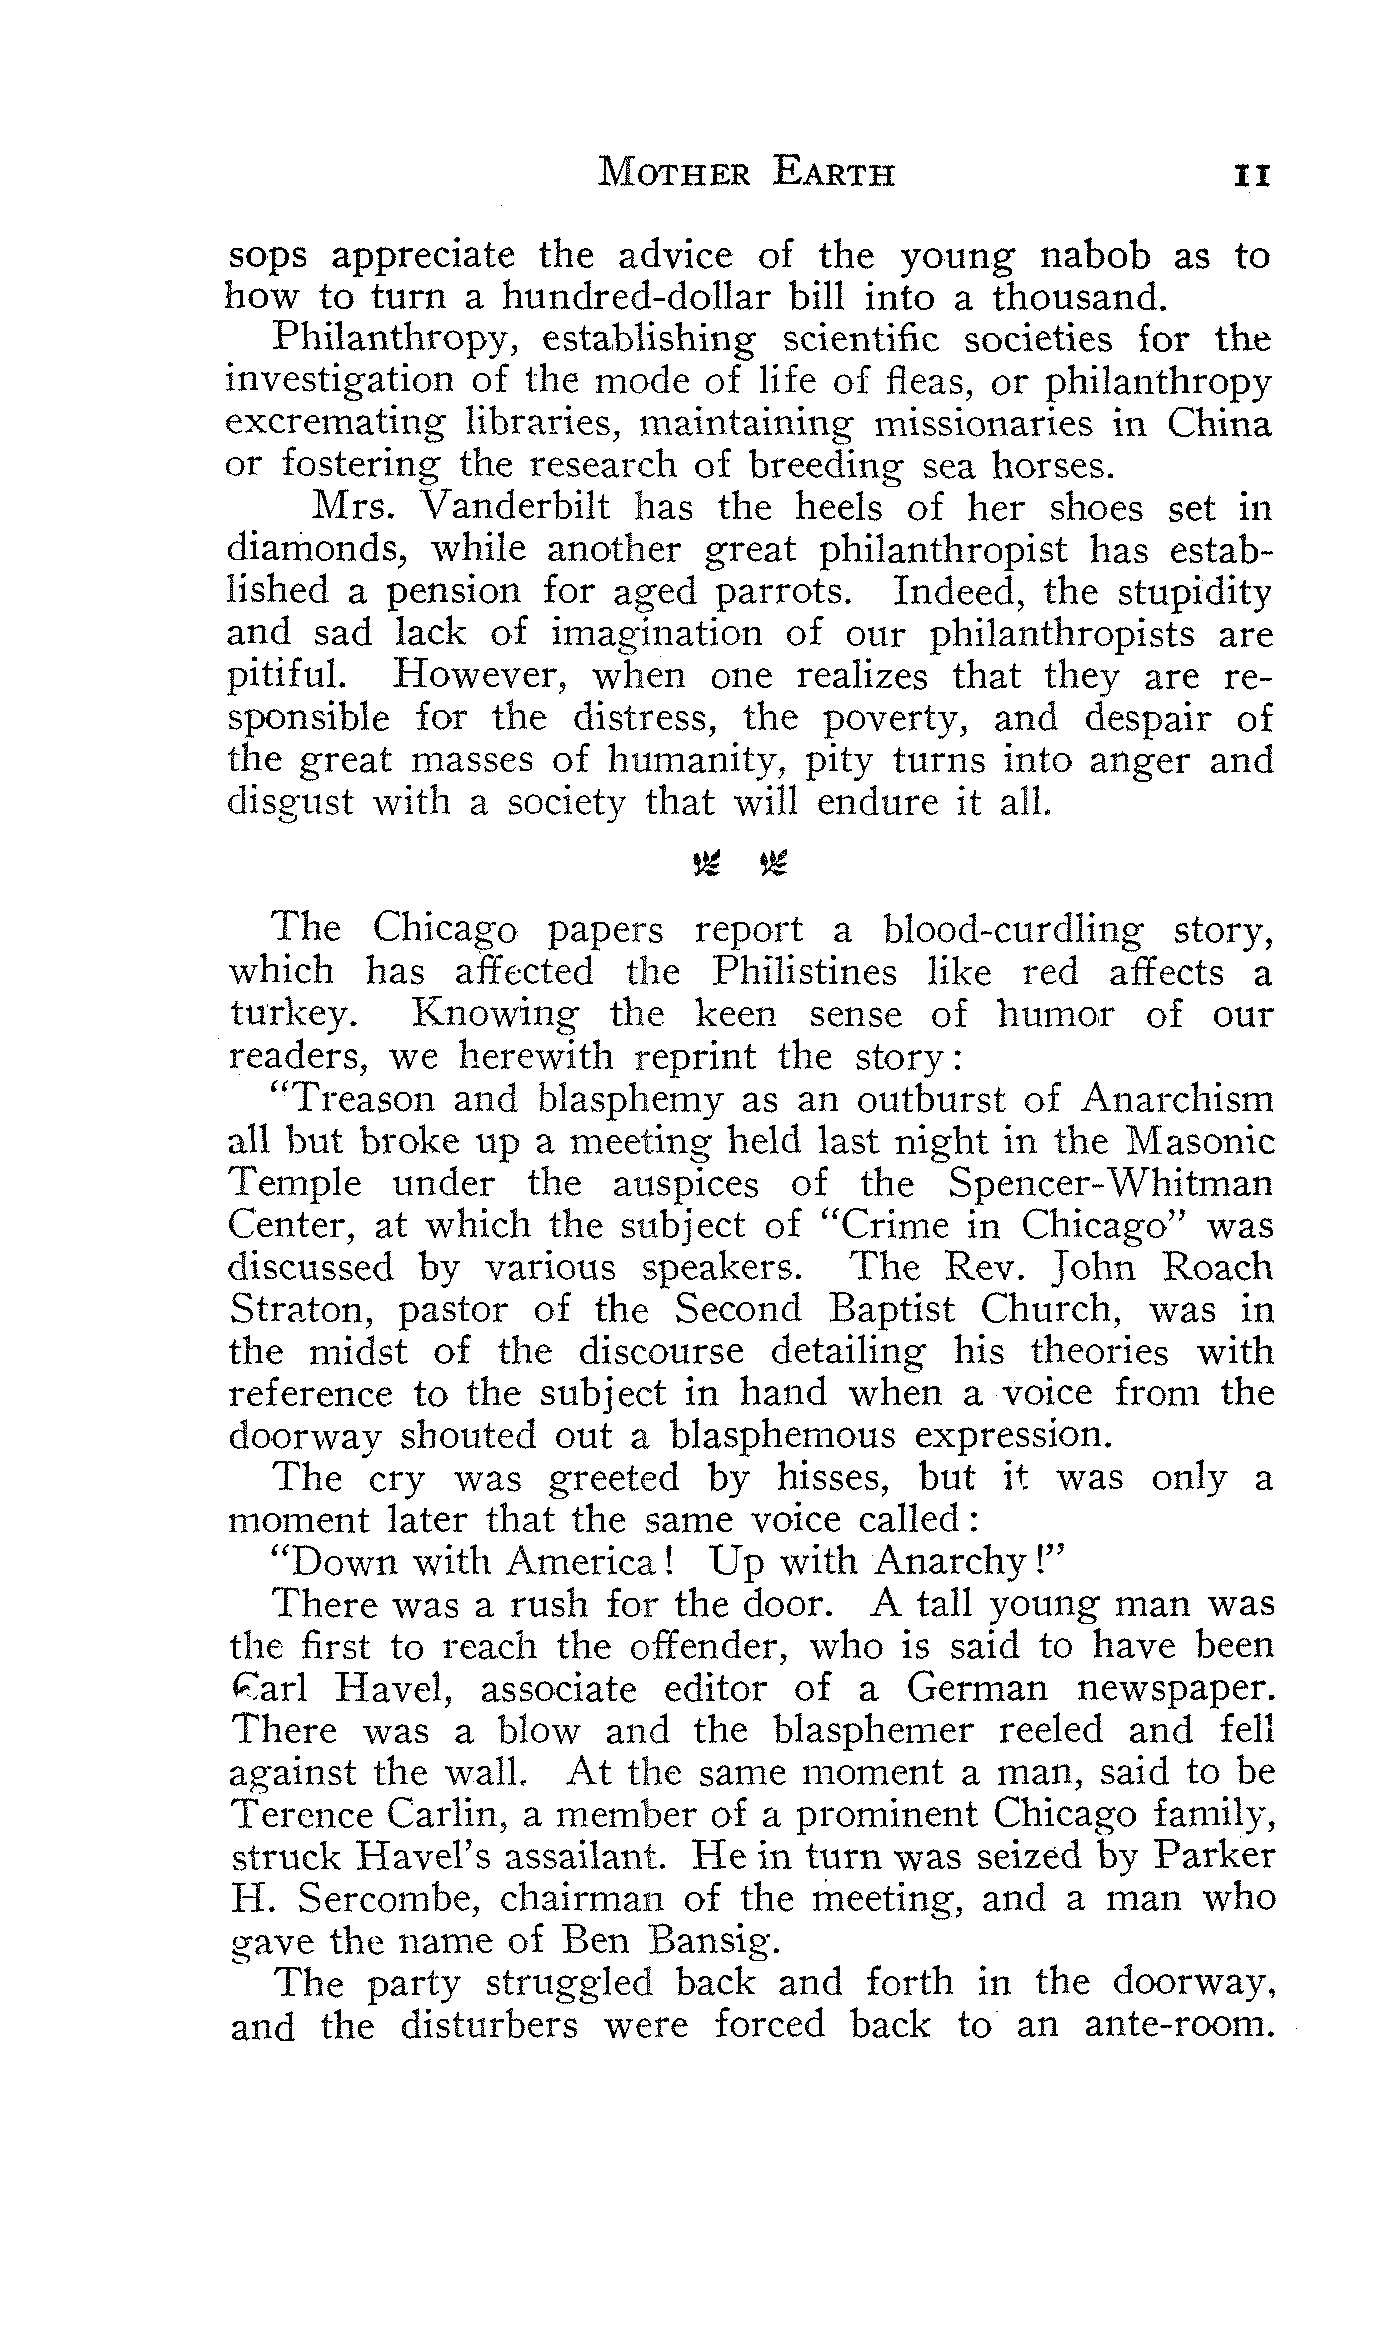 MOTHER EARTH 11
sops appreciate the advice of the young nabob as to
how to turn a hundred-dollar bill into a thousand.
Philanthropy, establishing scientific societies for the
investigation of the mode of life of fleas, or philanthropy
excremating libraries, maintaining missionaries in China
or fostering the research of breeding sea horses.
Mrs. Vanderbilt has the heels of her shoes set in
diamonds, while another great philanthropist has estab-
lished a pension for aged parrots. Indeed, the stupidity
and sad lack of imagination of our philanthropists are
pitiful. However, when one realizes that they are re-
sponsible for the distress, the poverty, and despair of
the great masses of humanity, pity turns into anger and
disgust with a society that will endure it all.
The Chicago papers report a blood-curdling story,
which has affected the Philistines like red affects a
turkey. Knowing the keen sense of humor of our
readers, we herewith reprint the story:
"Treason and blasphemy as an outburst of Anarchism
all but broke up a meeting held last night in the Masonic
Temple under the auspices of the Spencer-Whitman
Center, at which the subject of "Crime in Chicago" was
discussed by various speakers. The Rev. John Roach
Straton, pastor of the Second Baptist Church, was in
the midst of the discourse detailing his theories with
reference to the subject in hand when a voice from the
doorway shouted out a blasphemous expression.
The cry was greeted by hisses, but it was only a
moment later that the same voice called:
"Down with America! Up with Anarchy!"
There was a rush for the door. A tall young man was
the first to reach the offender, who is said to have been
Carl Havel, associate editor of a German newspaper.
There was a blow and the blasphemer reeled and fell
against the wall. At the same moment a man, said to be
Terence Carlin, a member of a prominent Chicago family,
struck Havel's assailant. He in turn was seized by Parker
H. Sercombe, chairman of the meeting, and a man who
gave the name of Ben Bansig.
The party struggled back and forth in the doorway,
and the disturbers were forced back to an ante-room.